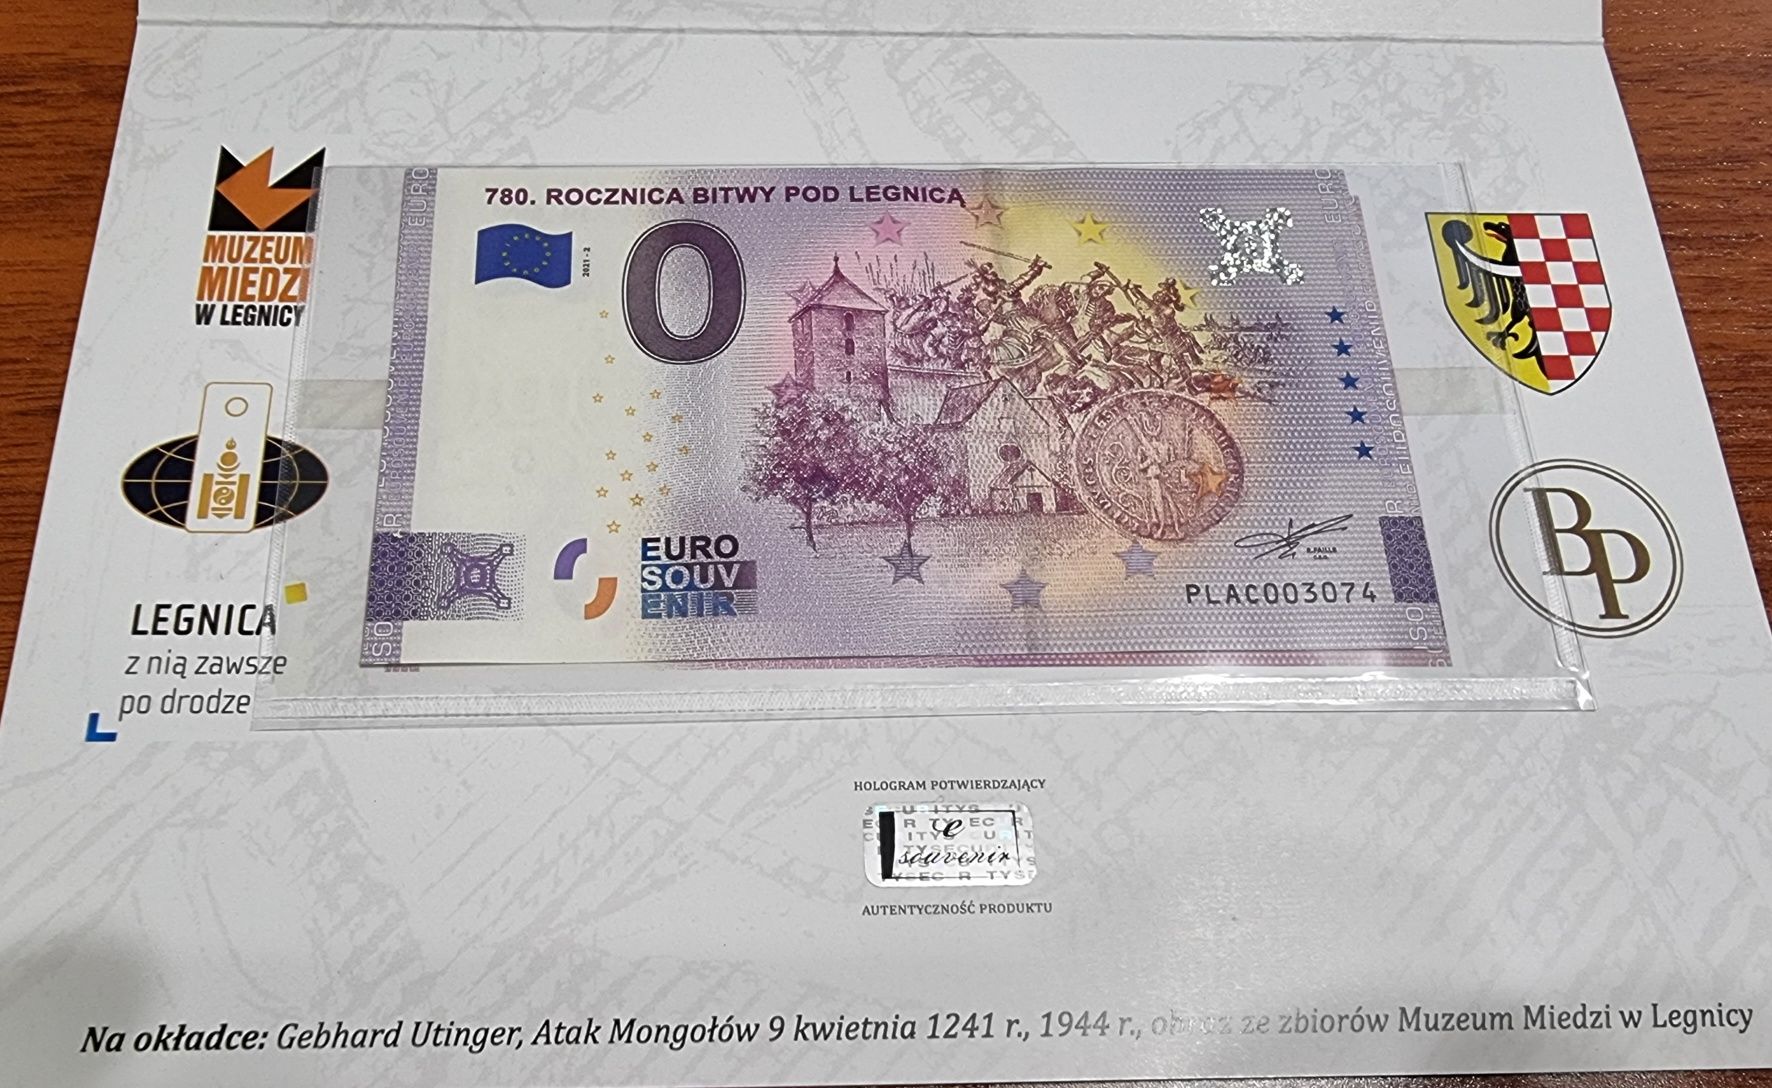 780. ROCZNICA BITWY POD LEGNICĄ
2021 - 2
0
MUZEUM
MIEDZI
W LEGNICY
EURO
SOUV
ENIR
PLAC003074
BP
LEGNICA
z nią zawsze
po drodze
HOLOGRAM POTWIERDZAJĄCY
e
souvenir
AUTENTYCZNOŚĆ PRODUKTU
Na okładce: Gebhard Utinger, Atak Mongołów 9 kwietnia 1241 r., 1944 r., obraz ze zbiorów Muzeum Miedzi w Legnicy